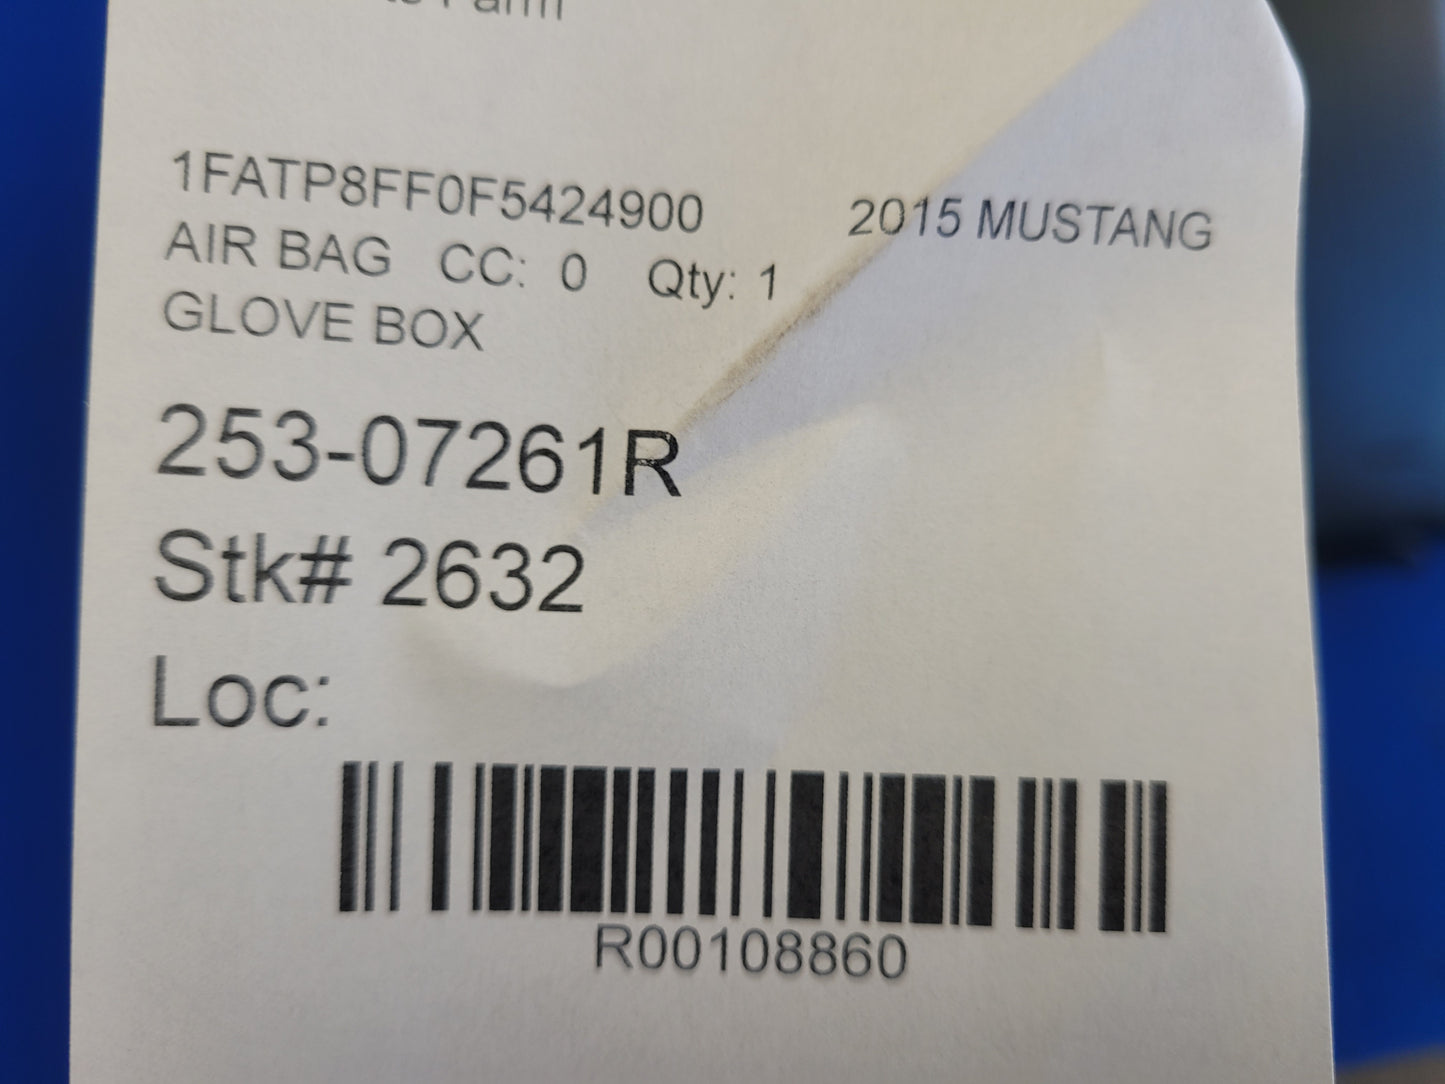 1FATP8FF0F5424900 2015 MUSTANG
AIR BAG CC: 0 Qty: 1
GLOVE BOX
253-07261R
Stk# 2632
Loc:
R00108860